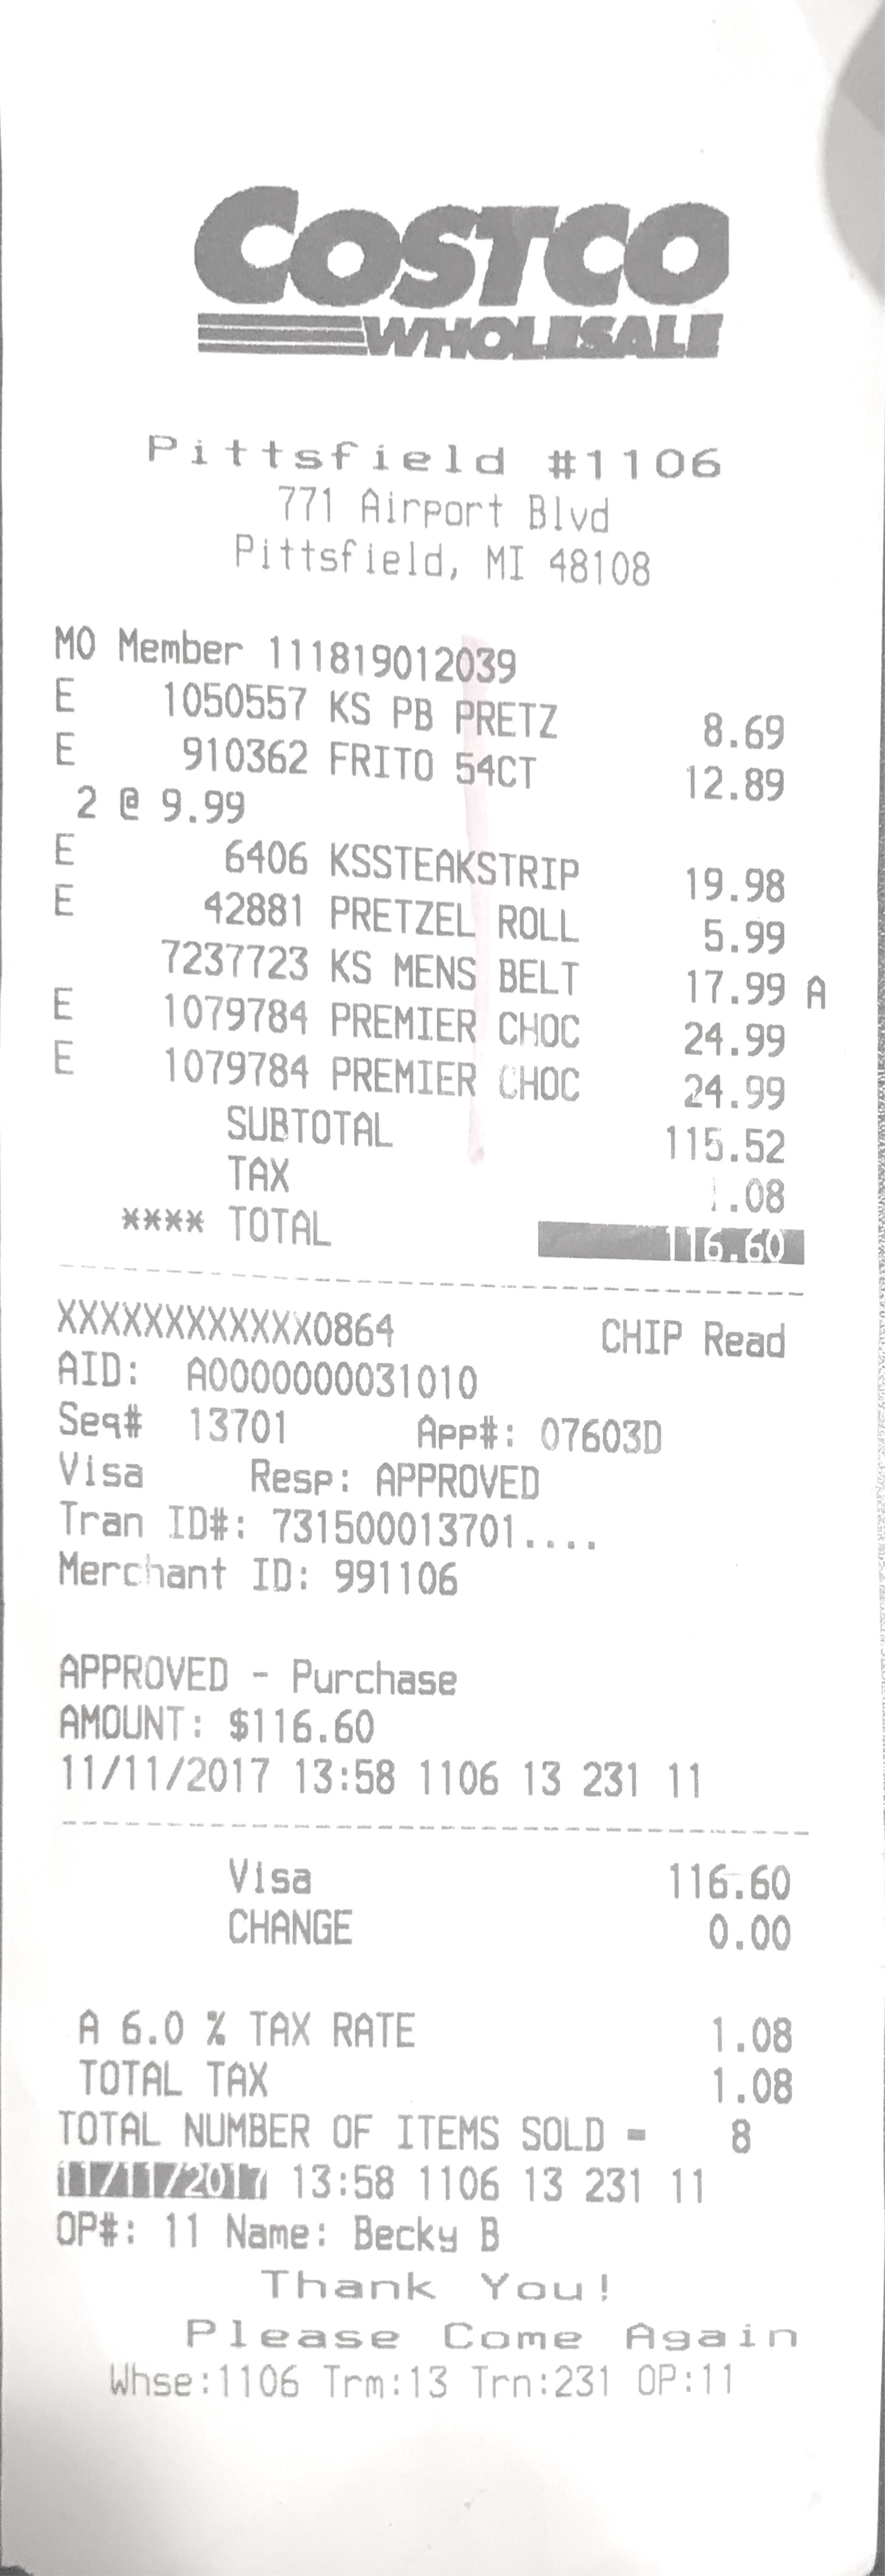 COSTCO
WHOLESALE
Pittsfield #1106
771 Airport Blvd
Pittsfield, MI 48108
MO Member 111819012039
E 1050557 KS PB PRETZ 8.69
E 910362 FRITO 54CT 12.89
2 @ 9.99
E 6406 KSSTEAKSTRIP 19.98
E 42881 PRETZEL ROLL 5.99
7237723 KS MENS BELT 17.99 A
E 1079784 PREMIER CHOC 24.99
E 1079784 PREMIER CHOC 24.99
SUBTOTAL 115.52
TAX 1.08
**** TOTAL 116.60
XXXXXXXXXXXX0864 CHIP Read
AID: A0000000031010
Seq# 13701 App#: 07603D
Visa Resp: APPROVED
Tran ID#: 731500013701....
Merchant ID: 991106
APPROVED - Purchase
AMOUNT: $116.60
11/11/2017 13:58 1106 13 231 11
Visa 116.60
CHANGE 0.00
A 6.0 % TAX RATE 1.08
TOTAL TAX 1.08
TOTAL NUMBER OF ITEMS SOLD = 8
11/11/2017 13:58 1106 13 231 11
OP#: 11 Name: Becky B
Thank You!
Please Come Again
Whse:1106 Trm:13 Trn:231 OP:11